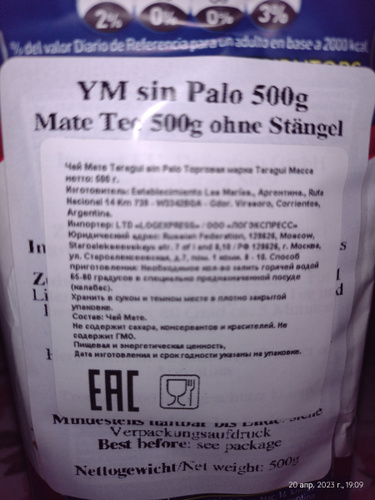 2% 0% 0% 3%
% del valor Diario de Referencia para un adulto en base a 2000 kcal.
YM sin Palo 500g
Mate Tee 500g ohne Stängel
Чай Мате Taragui sin Palo Торговая марка Taragui Масса
нетто: 500 г.
Изготовитель: Establecimiento Las Marias., Аргентина., Ruta
Nacional 14 Km 739 - Gdor. Virasoro, Corrientes,
Argentina.
Импортер: LTD «LOGEXPRESS» / ООО «ЛОГЭКСПРЕСС»
Юридический адрес: Russian Federation, 129626, Moscow,
Staroalekseevskaya str. 7 of I and 8,18 / РФ 129626, г. Москва,
ул. Староалексеевская, д.7, пом. 1 комн. 8 - 18. Способ
приготовления: Необходимое кол-во залить горячей водой
65-80 градусов в специально предназначенной посуде
(калабас).
Хранить в сухом и темном месте в плотно закрытой
упаковке.
Состав: Чай Мате.
Не содержит сахара, консервантов и красителей. Не
содержит ГМО.
Пищевая и энергетическая ценность,
Дата изготовления и срок годности указаны на упаковке.
EAC
Mindestens haltbar bis Ende: siehe
Verpackungsaufdruck
Best before: see package
Nettogewicht/Net weight: 500g
20 апр. 2023 г., 19:09